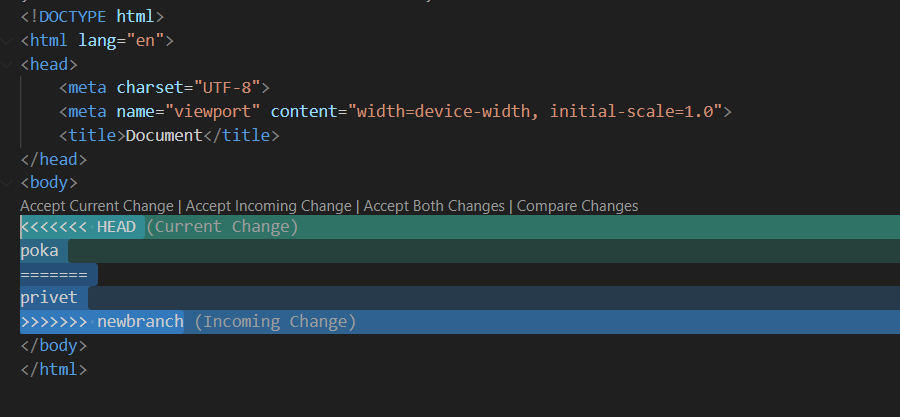 <!DOCTYPE html>
<html lang="en">
<head>
    <meta charset="UTF-8">
    <meta name="viewport" content="width=device-width, initial-scale=1.0">
    <title>Document</title>
</head>
<body>
Accept Current Change | Accept Incoming Change | Accept Both Changes | Compare Changes
<<<<<<< HEAD (Current Change)
poka
=======
privet
>>>>>>> newbranch (Incoming Change)
</body>
</html>